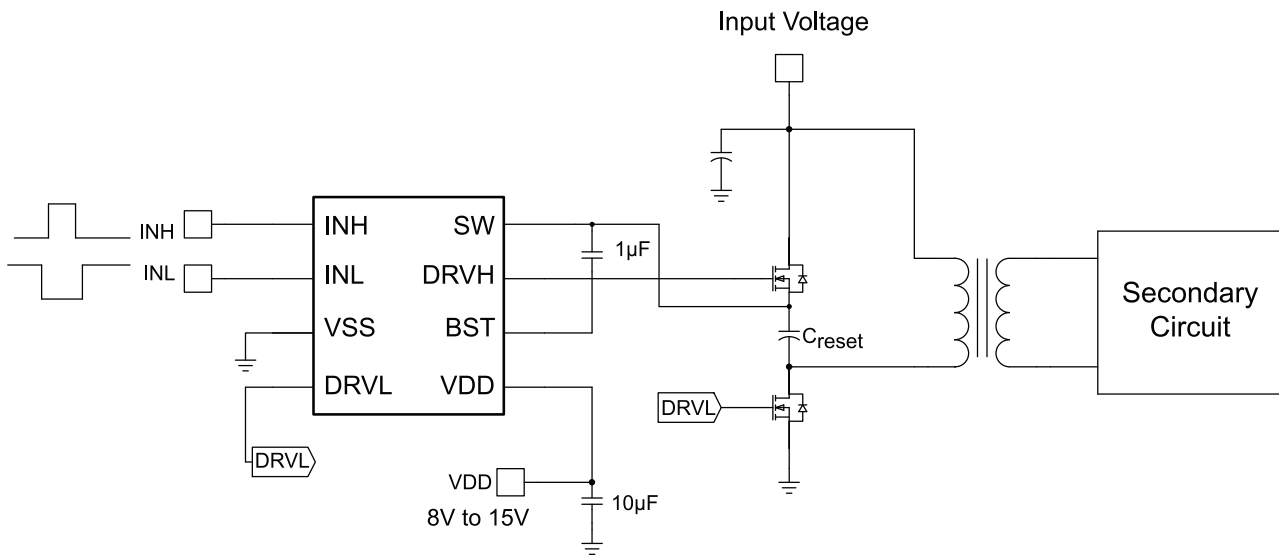 Input Voltage
INH
INL
INH
INL
VSS
DRVL
SW
DRVH
BST
VDD
1µF
Creset
DRVL
DRVL
VDD
8V to 15V
10µF
Secondary
Circuit